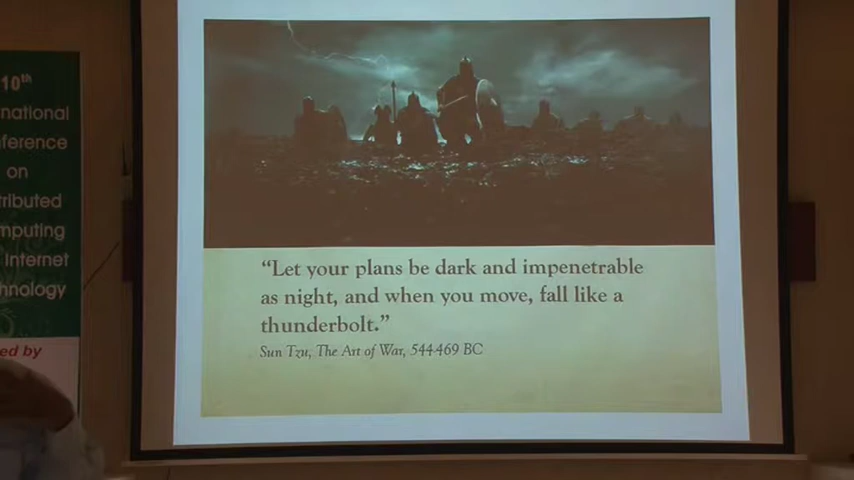 10th
national
ference
on
tributed
mputing
Internet
hnology
ed by
“Let your plans be dark and impenetrable
as night, and when you move, fall like a
thunderbolt.”
Sun Tzu, The Art of War, 544-469 BC